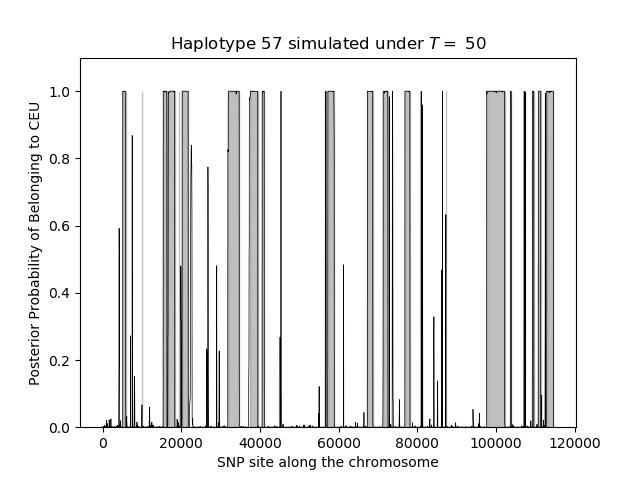 Haplotype 57 simulated under T = 50
Posterior Probability of Belonging to CEU
1.0
0.8
0.6
0.4
0.2
0.0
0 20000 40000 60000 80000 100000 120000
SNP site along the chromosome